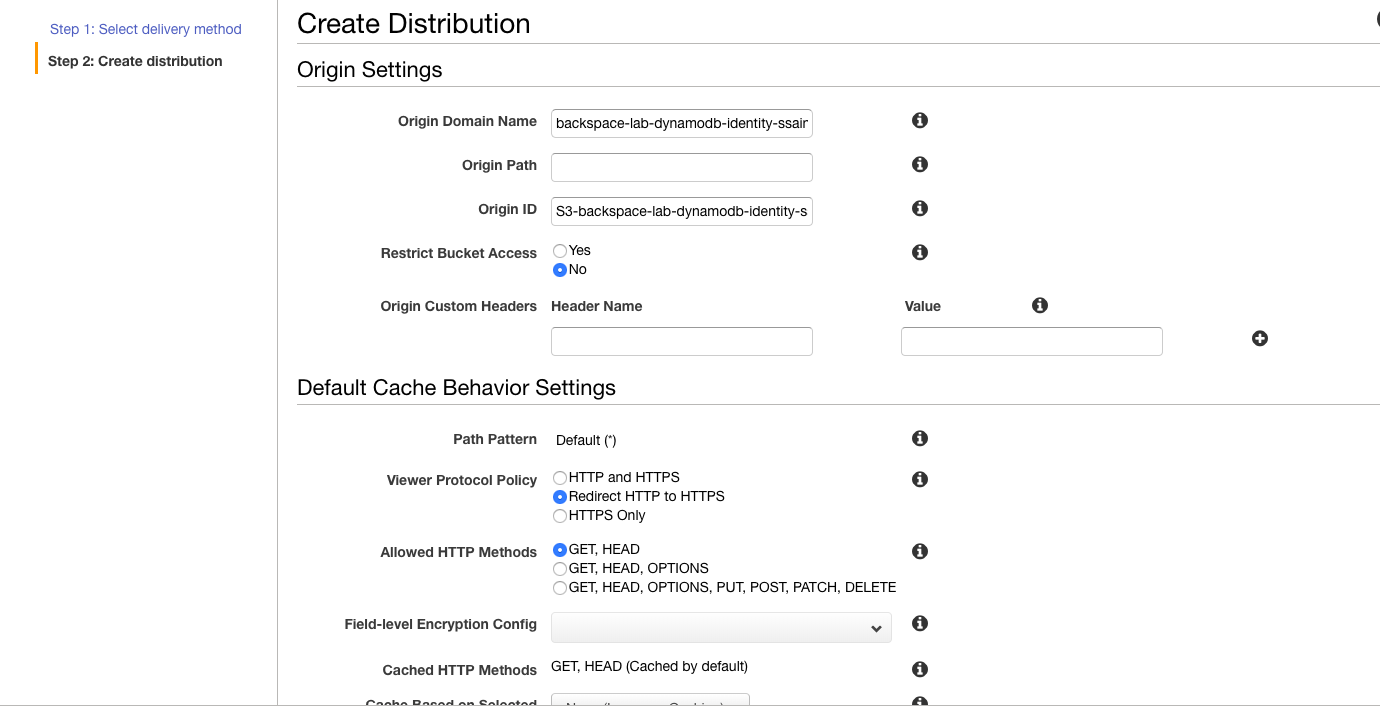 Step 1: Select delivery method
Step 2: Create distribution
Create Distribution
Origin Settings
Origin Domain Name
backspace-lab-dynamodb-identity-ssair
Origin Path
Origin ID
S3-backspace-lab-dynamodb-identity-s
Restrict Bucket Access
Yes
No
Origin Custom Headers
Header Name
Value
Default Cache Behavior Settings
Path Pattern
Default (*)
Viewer Protocol Policy
HTTP and HTTPS
Redirect HTTP to HTTPS
HTTPS Only
Allowed HTTP Methods
GET, HEAD
GET, HEAD, OPTIONS
GET, HEAD, OPTIONS, PUT, POST, PATCH, DELETE
Field-level Encryption Config
Cached HTTP Methods
GET, HEAD (Cached by default)
Cache Based on Selected